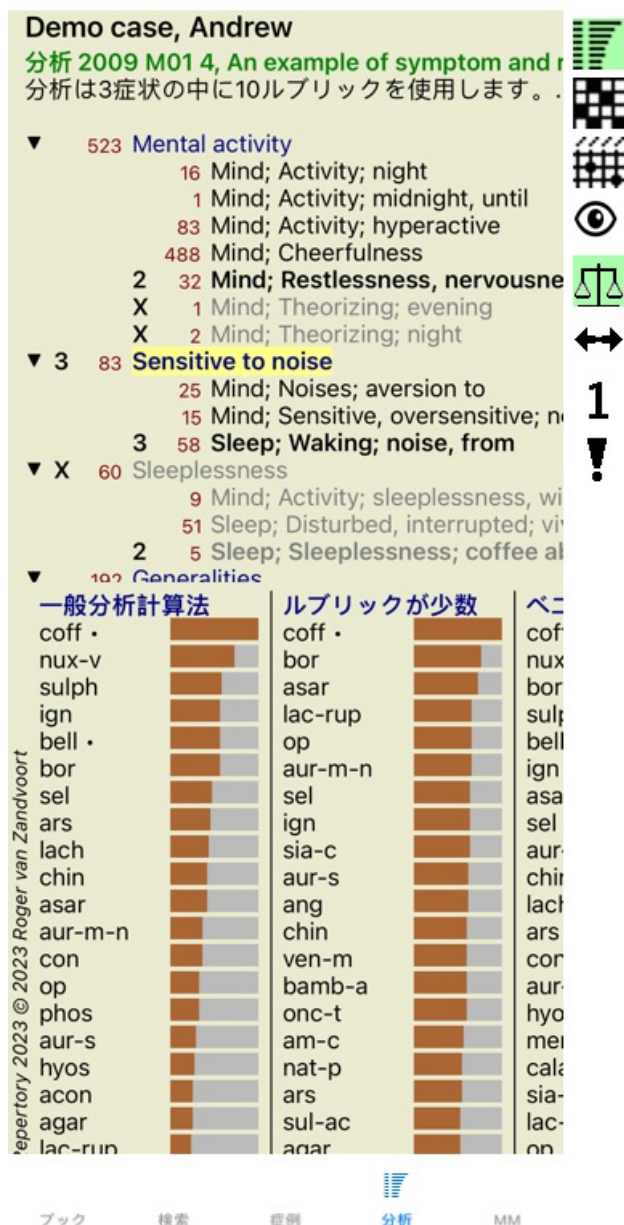 Demo case, Andrew
分析 2009 M01 4, An example of symptom and
分析は3症状の中に10ルブリックを使用します。.
▼ 523 Mental activity
16 Mind; Activity; night
1 Mind; Activity; midnight, until
83 Mind; Activity; hyperactive
488 Mind; Cheerfulness
2 32 Mind; Restlessness,
X 1 Mind; Theorizing; evening
X 2 Mind; Theorizing; night
▼ 3 83 Sensitive to noise
25 Mind; Noises; aversion to
15 Mind; Sensitive, oversensitive;
3 58 Sleep; Waking; noise, from
▼ X 60 Sleeplessness
9 Mind; Activity; sleeplessness,
51 Sleep; Disturbed, interrupted;
2 5 Sleep; Sleeplessness; coffee
▼ 192 Generalities
一般分析計算法
coff •
nux-v
sulph
ign
bell •
bor
sel
ars
lach
chin
asar
aur-m-n
con
op
phos
aur-s
hyos
acon
agar
lac-rup
ルブリックが少数
coff •
bor
asar
lac-rup
op
aur-m-n
sel
ign
sia-c
aur-s
ang
chin
ven-m
bamb-a
onc-t
am-c
nat-p
ars
sul-ac
agar
ign
sel
ars
con
op
Repertory 2023 © 2023 Roger van Zandvoort
1
ブック 検索 症例 分析 MM